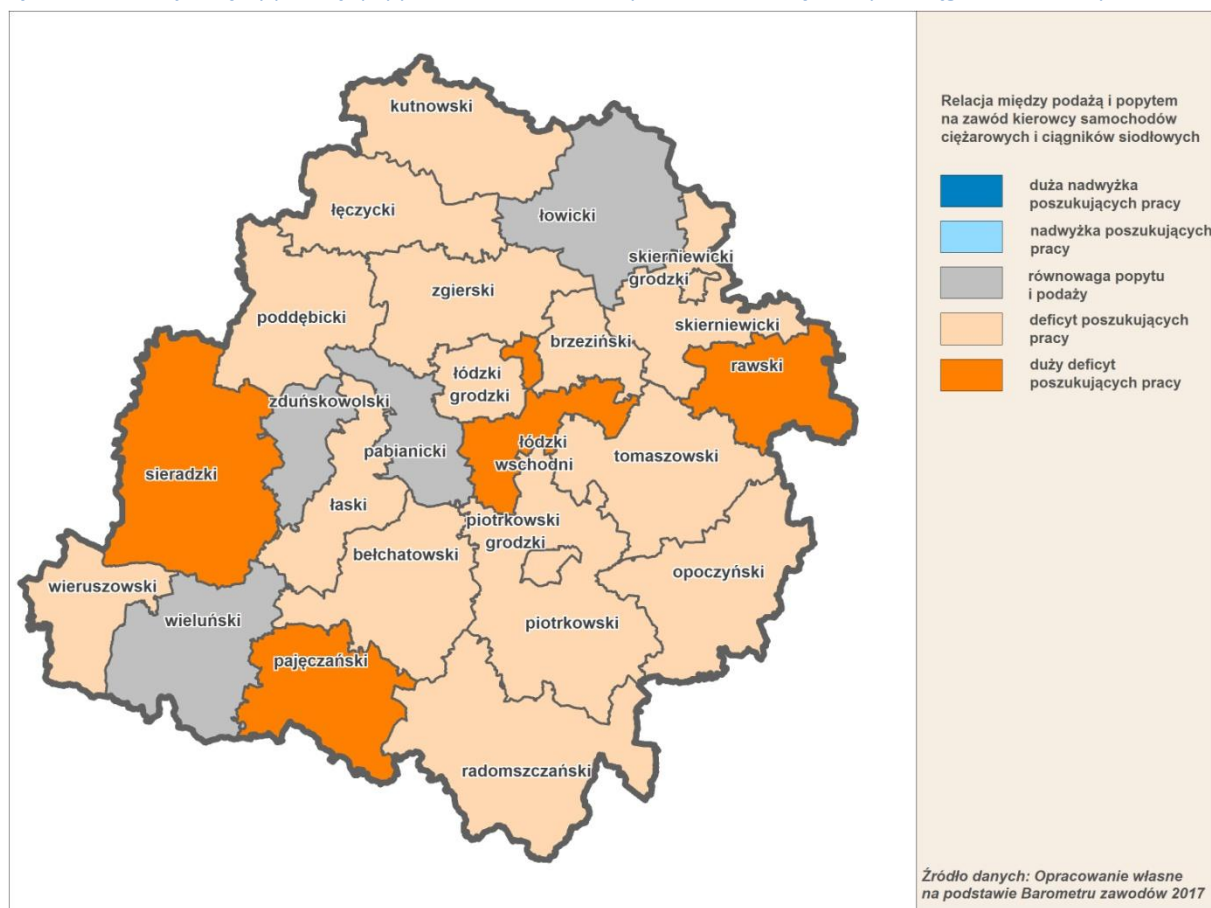 kutnowski
łęczycki
łowicki
skierniewicki
grodzki
zgierski
poddębicki
brzeziński
skierniewicki
rawski
łódzki
grodzki
zduńskowolski
łódzki
wschodni
pabianicki
tomaszowski
sieradzki
łaski
piotrkowski
grodzki
bełchatowski
opoczyński
wieruszowski
wieluński
piotrkowski
pajęczański
radomszczański
Relacja między podażą i popytem
na zawód kierowcy samochodów
ciężarowych i ciągników siodłowych
duża nadwyżka
poszukujących pracy
nadwyżka poszukujących
pracy
równowaga popytu
i podaży
deficyt poszukujących
pracy
duży deficyt
poszukujących pracy
Źródło danych: Opracowanie własne
na podstawie Barometru zawodów 2017